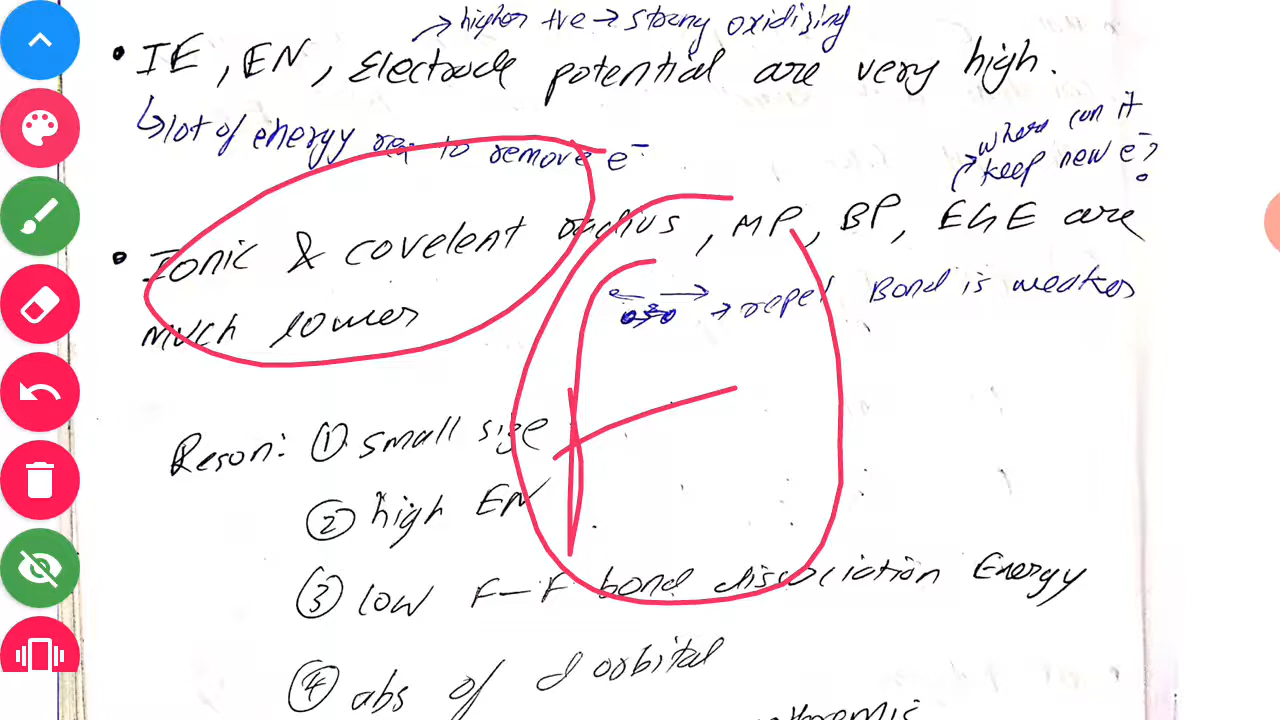 → higher +ve → strong oxidizing
• IE, EN, Electrode potential are very high.
↳ lot of energy req to remove e⁻
→ where can it
keep new e⁻?
• Ionic & covelent radius, MP, BP, EGE are
→ repel Bond is weaker
much lower
F
Reson: ① small size
② high EN
③ low F–F bond dissociation Energy
④ abs of d orbital